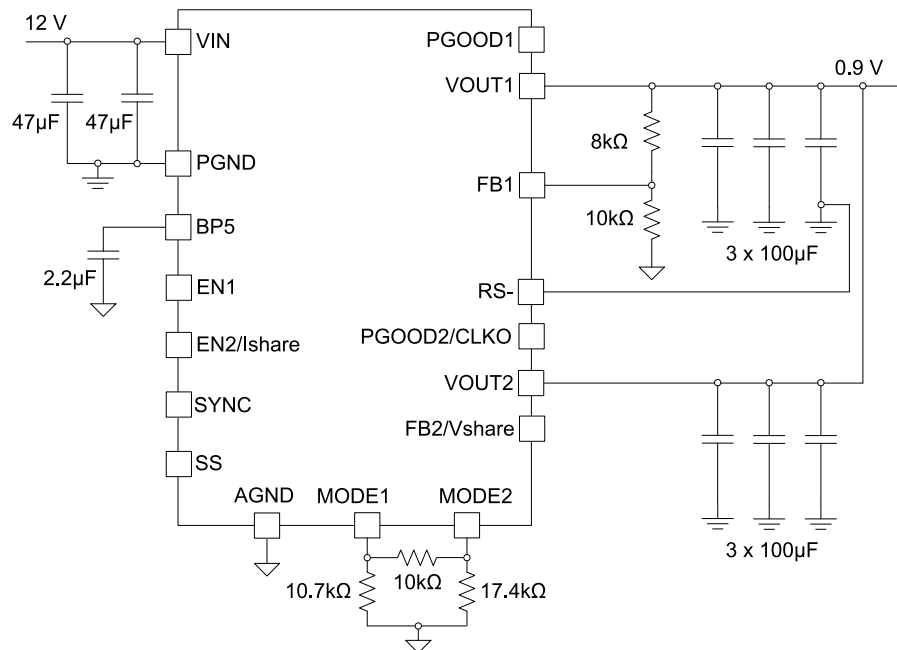 12 V
VIN
PGOOD1
VOUT1
0.9 V
47µF
47µF
8kΩ
PGND
FB1
10kΩ
BP5
3 x 100µF
2.2µF
EN1
RS-
EN2/Ishare
PGOOD2/CLKO
VOUT2
SYNC
FB2/Vshare
SS
AGND
MODE1
MODE2
3 x 100µF
10.7kΩ
10kΩ
17.4kΩ